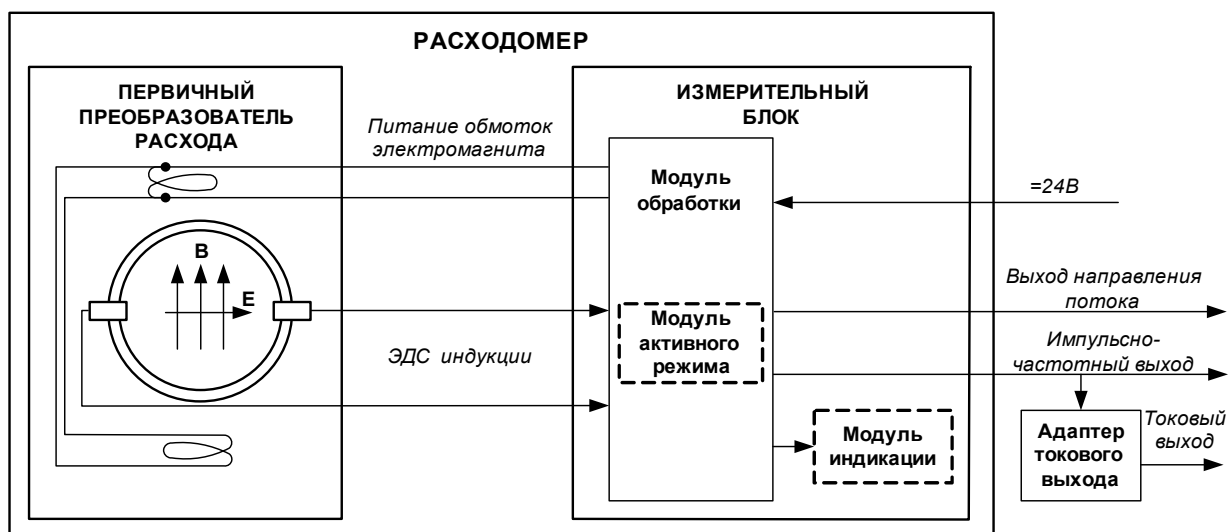 РАСХОДОМЕР
ПЕРВИЧНЫЙ
ПРЕОБРАЗОВАТЕЛЬ
РАСХОДА
Питание обмоток
электромагнита
ИЗМЕРИТЕЛЬНЫЙ
БЛОК
Модуль
обработки
=24В
B
E
ЭДС индукции
Модуль
активного
режима
Выход направления
потока
Импульсно-
частотный выход
Модуль
индикации
Адаптер
токового
выхода
Токовый
выход